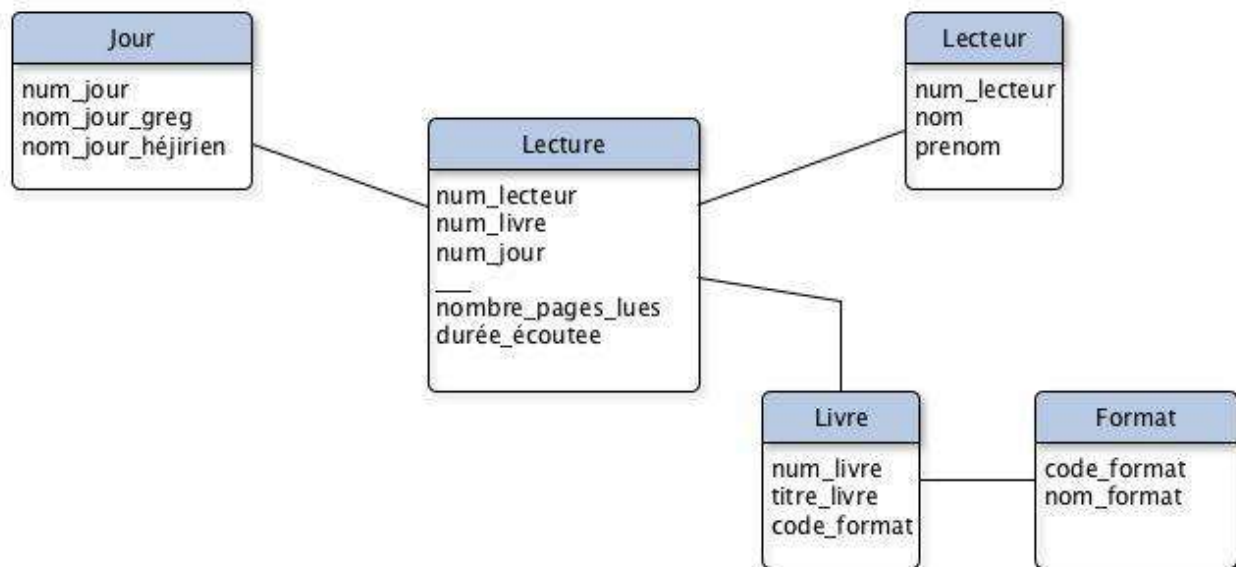 Jour
num_jour
nom_jour_greg
nom_jour_héjirien
Lecteur
num_lecteur
nom
prenom
Lecture
num_lecteur
num_livre
num_jour
___
nombre_pages_lues
durée_écoutee
Livre
num_livre
titre_livre
code_format
Format
code_format
nom_format